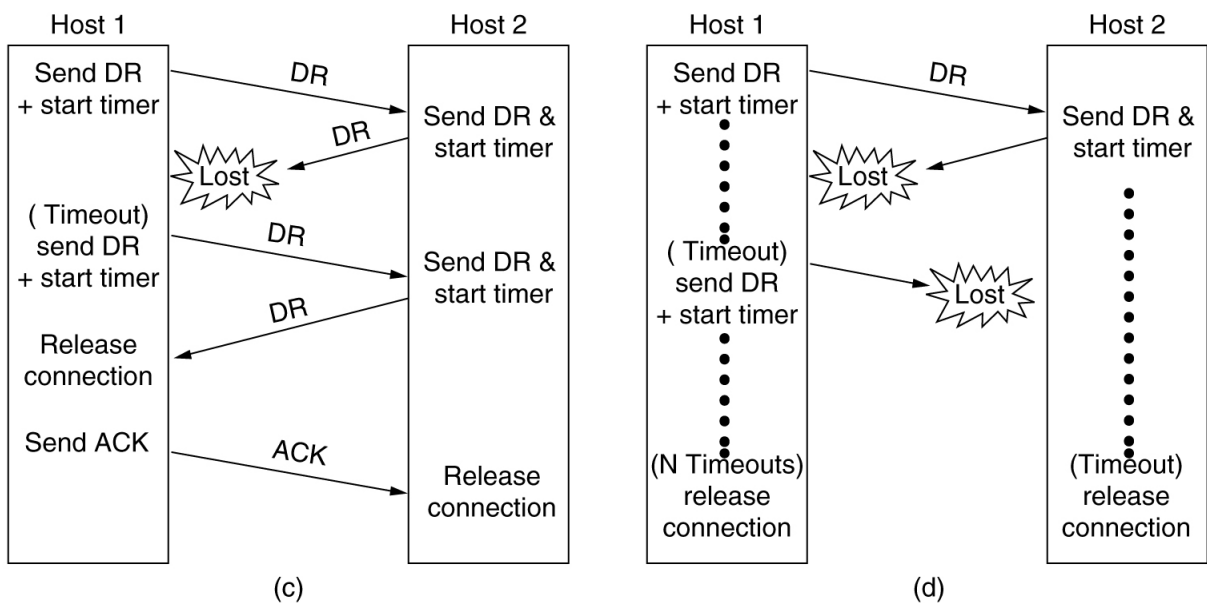 Host 1
Host 2
Send DR
+ start timer
DR
Send DR &
start timer
DR
Lost
( Timeout)
send DR
+ start timer
DR
Send DR &
start timer
DR
Release
connection
Send ACK
ACK
Release
connection
(c)
Host 1
Host 2
Send DR
+ start timer
DR
Send DR &
start timer
Lost
( Timeout)
send DR
+ start timer
Lost
(N Timeouts)
release
connection
(Timeout)
release
connection
(d)